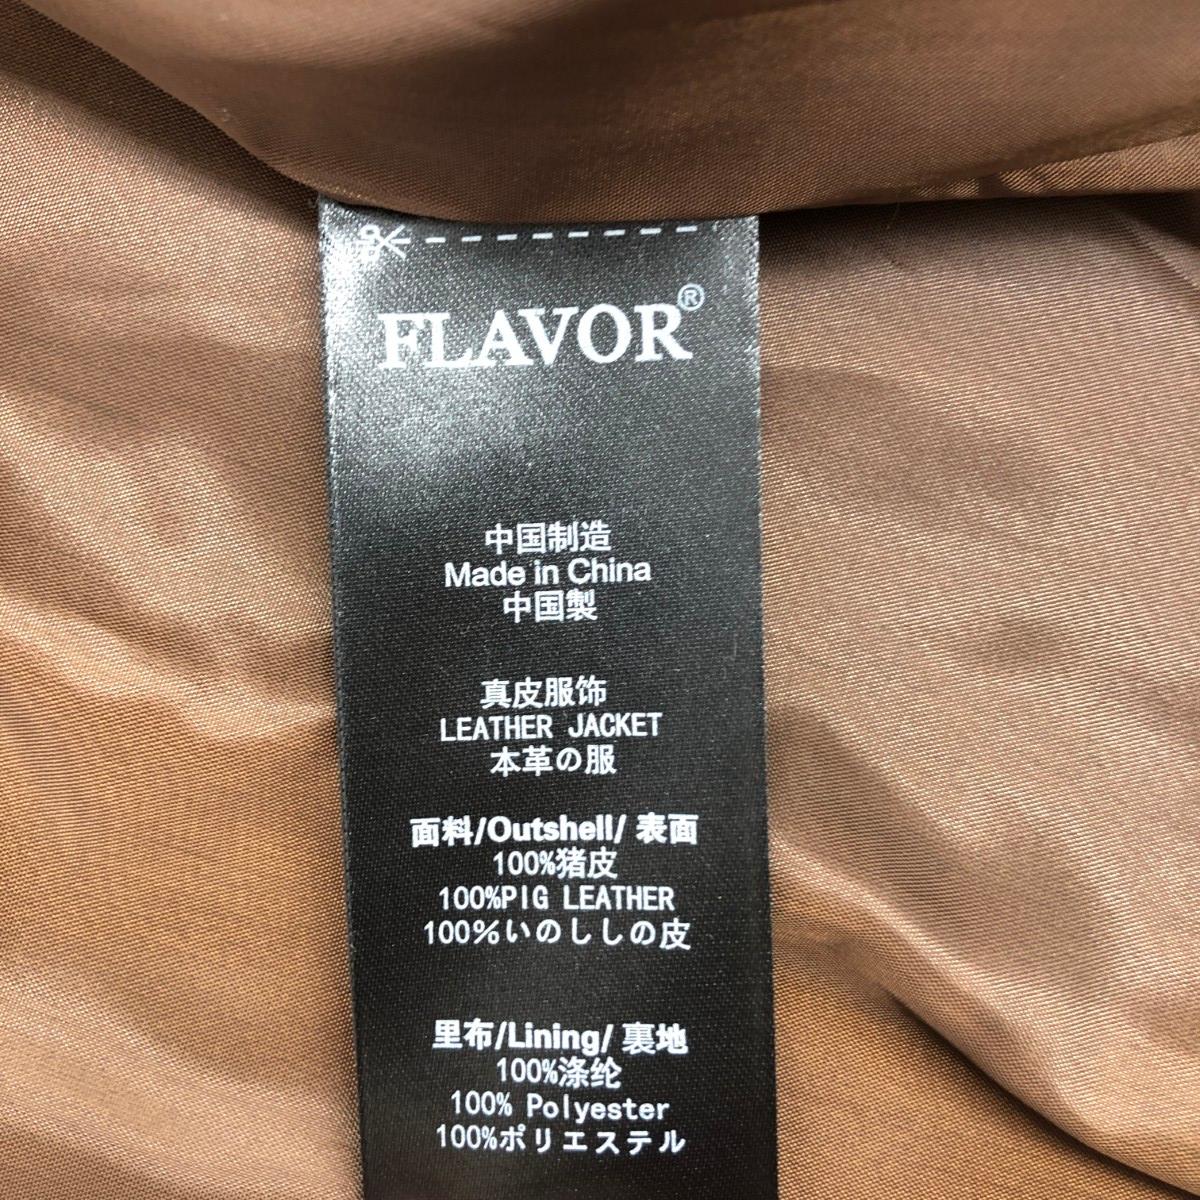 FLAVOR®
中国制造
Made in China
中国製
真皮服饰
LEATHER JACKET
本革の服
面料/Outshell/ 表面
100%猪皮
100%PIG LEATHER
100%いのししの皮
里布/Lining/ 裏地
100%涤纶
100% Polyester
100%ポリエステル